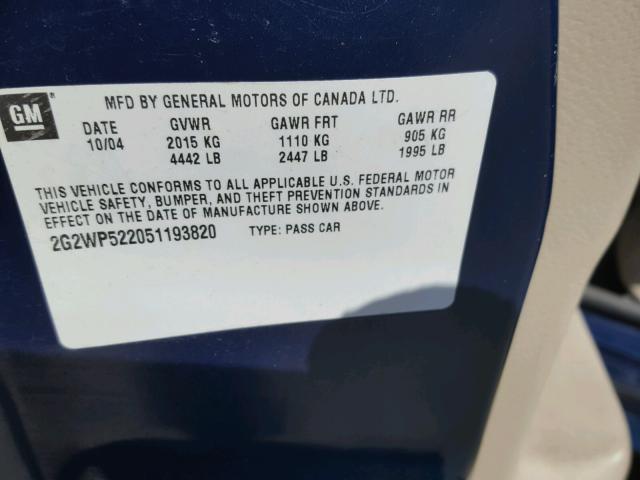 GM
MFD BY GENERAL MOTORS OF CANADA LTD.
DATE GVWR GAWR FRT GAWR RR
10/04 2015 KG 1110 KG 905 KG
4442 LB 2447 LB 1995 LB
THIS VEHICLE CONFORMS TO ALL APPLICABLE U.S. FEDERAL MOTOR
VEHICLE SAFETY, BUMPER, AND THEFT PREVENTION STANDARDS IN
EFFECT ON THE DATE OF MANUFACTURE SHOWN ABOVE.
2G2WP522051193820 TYPE: PASS CAR